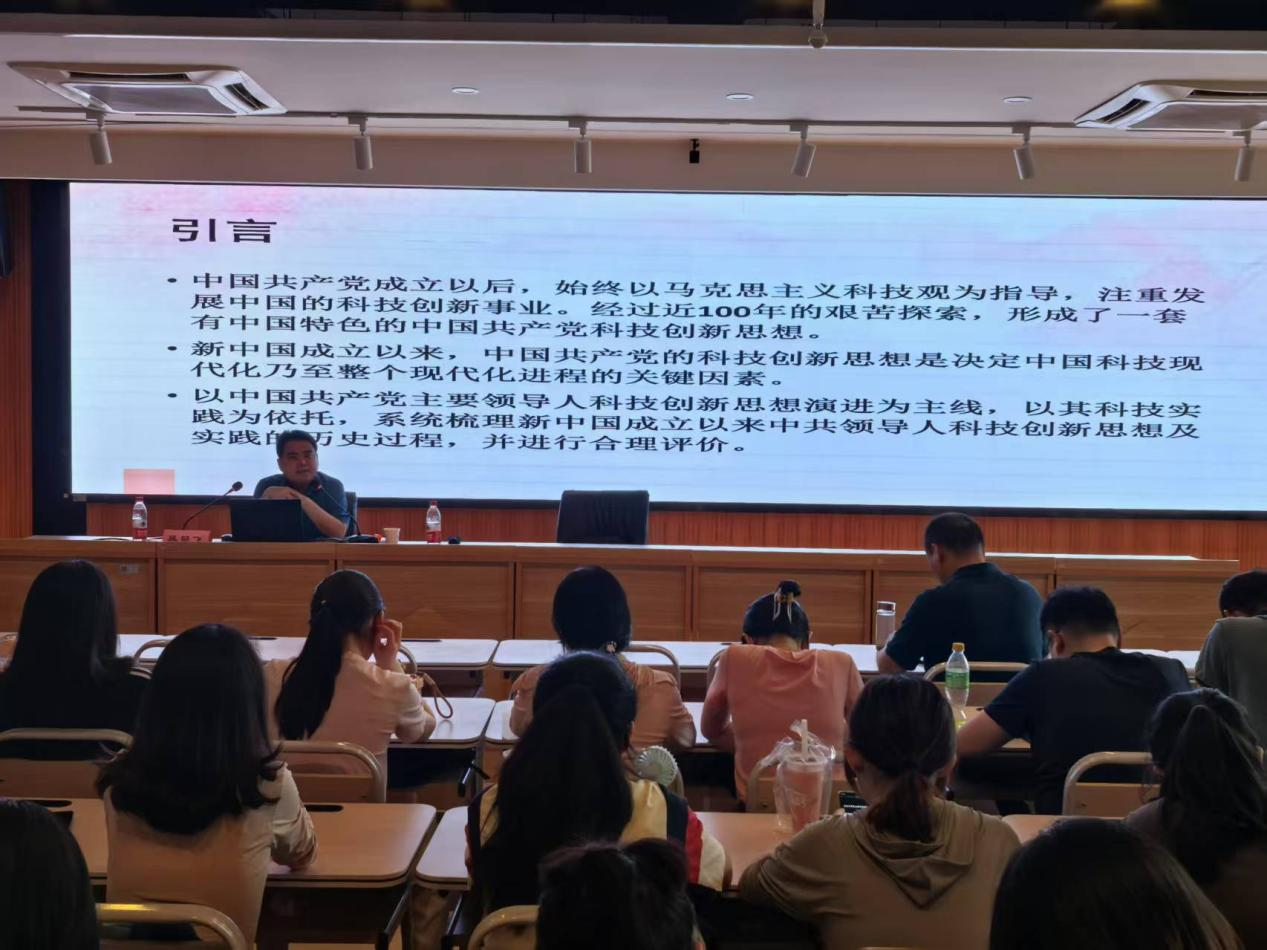 引言
• 中国共产党成立以后，始终以马克思主义科技观为指导，注重发
展中国的科技创新事业。经过近100年的艰苦探索，形成了一套
有中国特色的中国共产党科技创新思想。
• 新中国成立以来，中国共产党的科技创新思想是决定中国科技现
代化乃至整个现代化进程的关键因素。
• 以中国共产党主要领导人科技创新思想演进为主线，以其科技实
践为依托，系统梳理新中国成立以来中共领导人科技创新思想及
实践的历史过程，并进行合理评价。